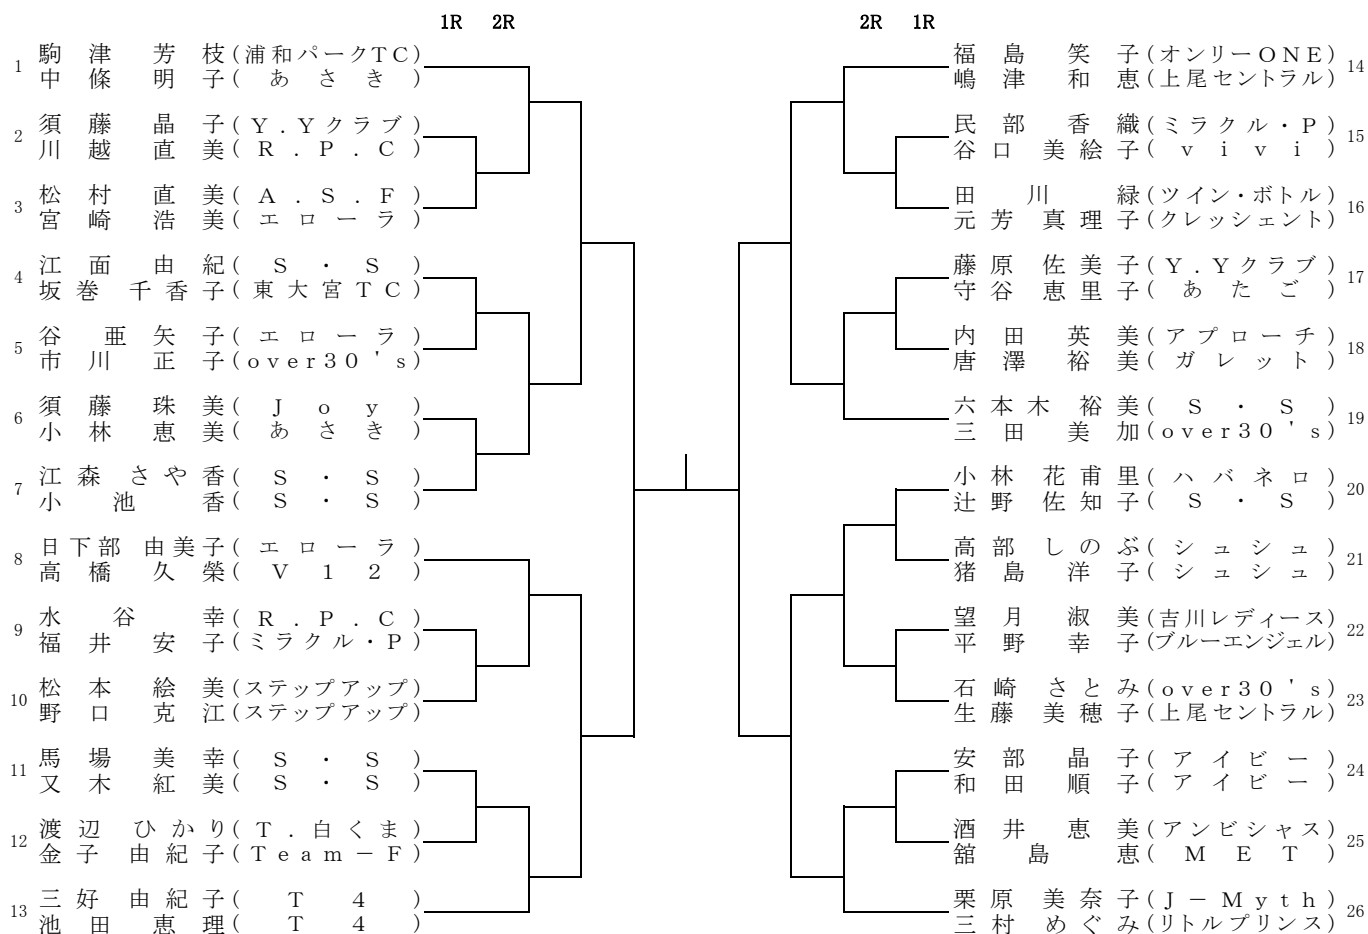 1R 2R
1 駒津芳枝(浦和パークTC)
中條明子(あさき)
2 須藤晶子(Y.Yクラブ)
川越直美(R.P.C)
3 松村直美(A.S.F)
宮崎浩美(エローラ)
4 江面由紀(S・S)
坂巻千香子(東大宮TC)
5 谷亜矢子(エローラ)
市川正子(over30's)
6 須藤珠美(Joy)
小林恵美(あさき)
7 江森さや香(S・S)
小池香(S・S)
8 日下部由美子(エローラ)
高橋久榮(V12)
9 水谷幸(R.P.C)
福井安子(ミラクル・P)
10 松本絵美(ステップアップ)
野口克江(ステップアップ)
11 馬場美幸(S・S)
又木紅美(S・S)
12 渡辺ひかり(T.白くま)
金子由紀子(Team-F)
13 三好由紀子(T4)
池田恵理(T4)
2R 1R
福島笑子(オンリーONE) 14
嶋津和恵(上尾セントラル)
民部香織(ミラクル・P) 15
谷口美絵子(vivi)
田川緑(ツイン・ボトル) 16
元芳真理子(クレッシェント)
藤原佐美子(Y.Yクラブ) 17
守谷恵里子(あたご)
内田英美(アプローチ) 18
唐澤裕美(ガレット)
六本木裕美(S・S) 19
三田美加(over30's)
小林花甫里(ハバネロ) 20
辻野佐知子(S・S)
高部しのぶ(シュシュ) 21
猪島洋子(シュシュ)
望月淑美(吉川レディース) 22
平野幸子(ブルーエンジェル)
石崎さとみ(over30's) 23
生藤美穂子(上尾セントラル)
安部晶子(アイビー) 24
和田順子(アイビー)
酒井恵美(アンビシャス) 25
舘島恵(MET)
栗原美奈子(J-Myth) 26
三村めぐみ(リトルプリンス)